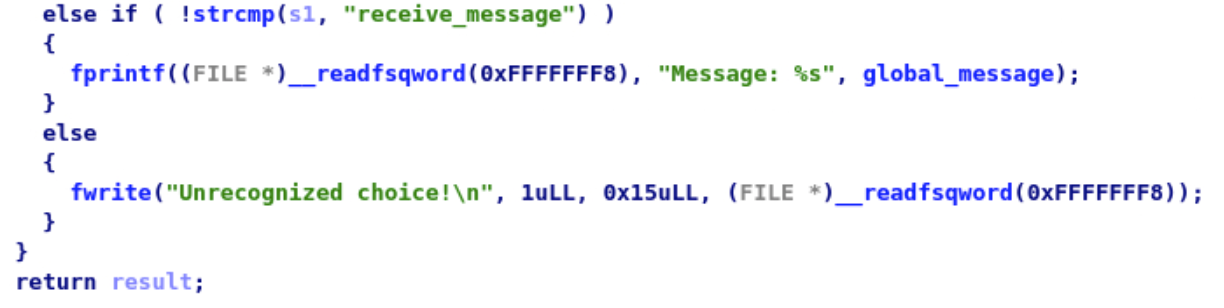 else if ( !strcmp(s1, "receive_message") )
{
fprintf((FILE *)__readfsqword(0xFFFFFFF8), "Message: %s", global_message);
}
else
{
fwrite("Unrecognized choice!\n", 1uLL, 0x15uLL, (FILE *)__readfsqword(0xFFFFFFF8));
}
}
return result;